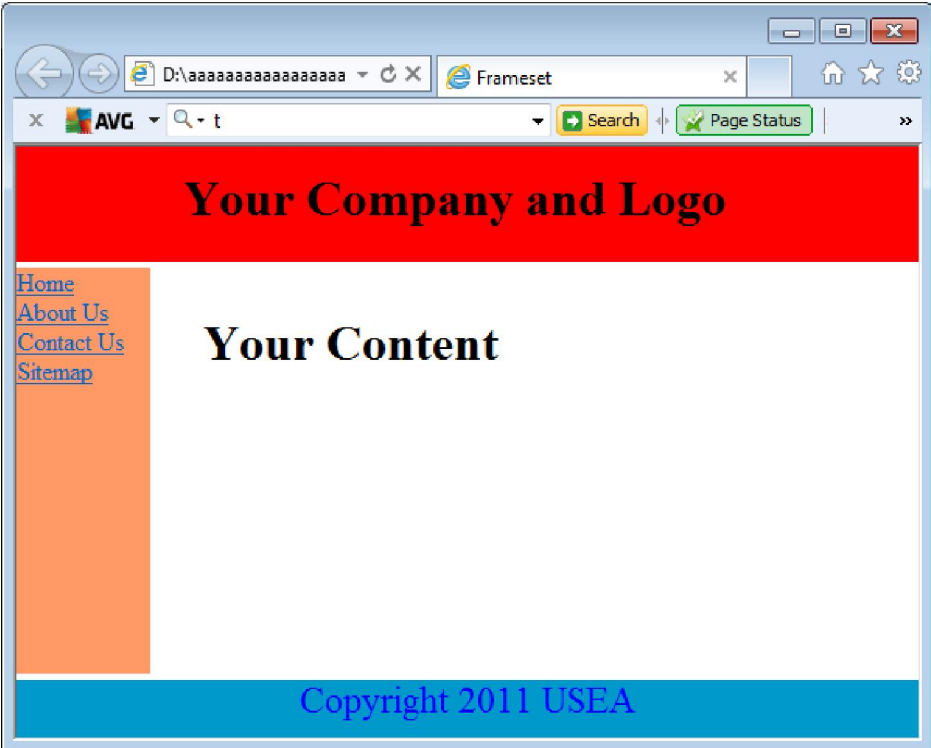 D:\aaaaaaaaaaaaaaaaa Frameset
AVG t Search Page Status
Your Company and Logo
Home
About Us
Contact Us
Sitemap
Your Content
Copyright 2011 USEA